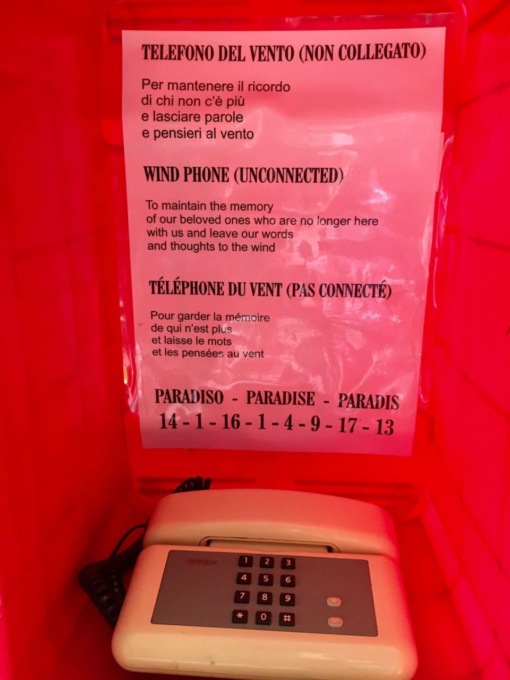 TELEFONO DEL VENTO (NON COLLEGATO)
Per mantenere il ricordo
di chi non c'è più
e lasciare parole
e pensieri al vento
WIND PHONE (UNCONNECTED)
To maintain the memory
of our beloved ones who are no longer here
with us and leave our words
and thoughts to the wind
TÉLÉPHONE DU VENT (PAS CONNECTÉ)
Pour garder la mémoire
de qui n'est plus
et laisse le mots
et les pensées au vent
PARADISO - PARADISE - PARADIS
14 - 1 - 16 - 1 - 4 - 9 - 17 - 13
1 2 3
4 5 6
7 8 9
* 0 #